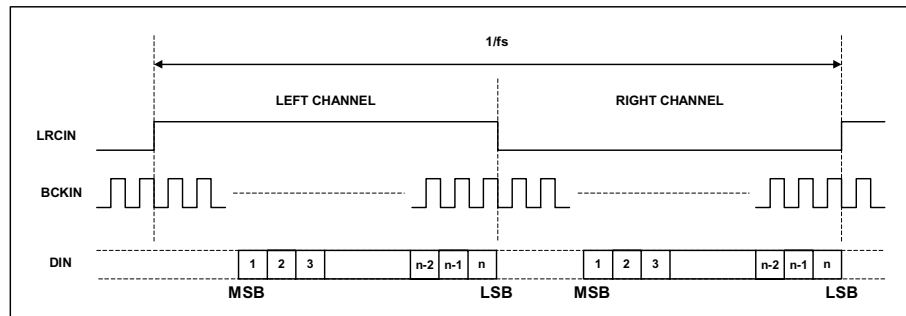 1/fs
LEFT CHANNEL RIGHT CHANNEL
LRCIN
BCKIN
DIN 1 2 3 n-2 n-1 n 1 2 3 n-2 n-1 n
MSB LSB MSB LSB